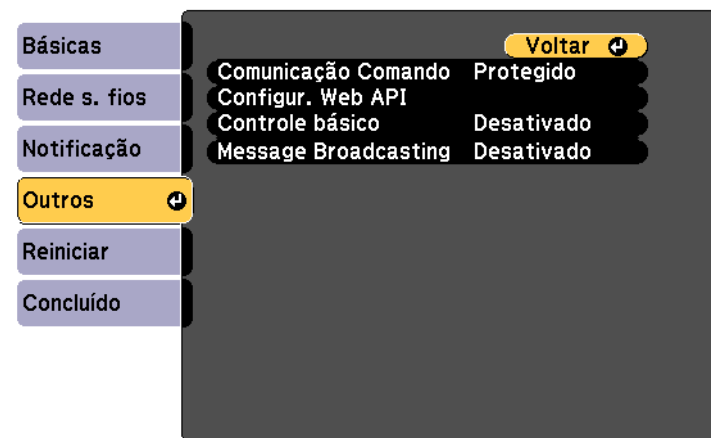 Básicas
Rede s. fios
Notificação
Outros
Reiniciar
Concluído
Voltar
Comunicação Comando Protegido
Configur. Web API
Controle básico Desativado
Message Broadcasting Desativado